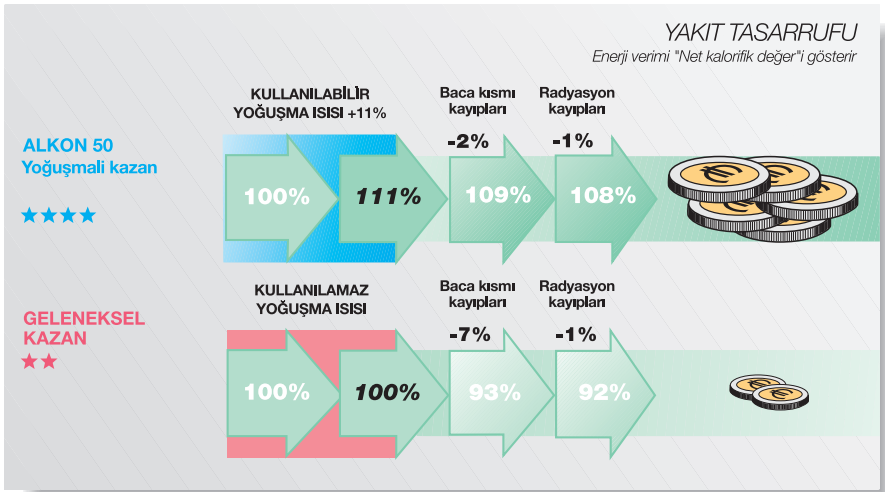 YAKIT TASARRUFU
Enerji verimi "Net kalorifik değer"i gösterir
KULLANILABİLİR
YOĞUŞMA ISISI +11%
Baca kısmı
kayıpları
-2%
Radyasyon
kayıpları
-1%
ALKON 50
Yoğuşmali kazan
100%
111%
109%
108%
KULLANILAMAZ
YOĞUŞMA ISISI
Baca kısmı
kayıpları
-7%
Radyasyon
kayıpları
-1%
GELENEKSEL
KAZAN
100%
100%
93%
92%